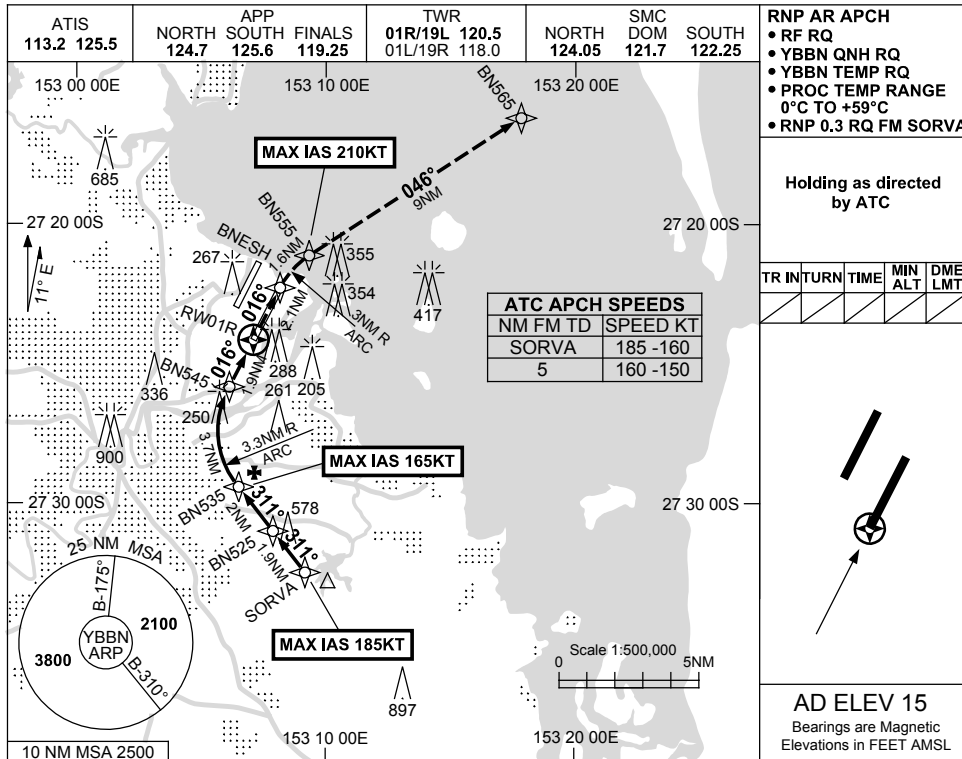 ATIS
113.2 125.5
APP
NORTH SOUTH FINALS
124.7 125.6 119.25
TWR
01R/19L 120.5
01L/19R 118.0
SMC
NORTH DOM SOUTH
124.05 121.7 122.25
RNP AR APCH
• RF RQ
• YBBN QNH RQ
• YBBN TEMP RQ
• PROC TEMP RANGE
0°C TO +59°C
• RNP 0.3 RQ FM SORVA
Holding as directed
by ATC
TR IN TURN TIME MIN ALT DME LMT
153 00 00E
153 10 00E
153 20 00E
BN565
685
MAX IAS 210KT
046°
9NM
27 20 00S
27 20 00S
BN555
BNESH
1.6NM
267
355
11° E
016°
354
417
2.1NM
RW01R
.3NM R
ARC
ATC APCH SPEEDS
NM FM TD SPEED KT
SORVA 185 -160
5 160 -150
016°
1.9NM
BN545
288
336
261
205
250
900
3.7NM
3.3NM R
ARC
MAX IAS 165KT
27 30 00S
27 30 00S
BN535
311°
2NM
578
BN525
311°
1.9NM
SORVA
25 NM MSA
B-175°
2100
YBBN
ARP
3800
B-310°
MAX IAS 185KT
Scale 1:500,000
0 5NM
897
153 10 00E
153 20 00E
10 NM MSA 2500
AD ELEV 15
Bearings are Magnetic
Elevations in FEET AMSL